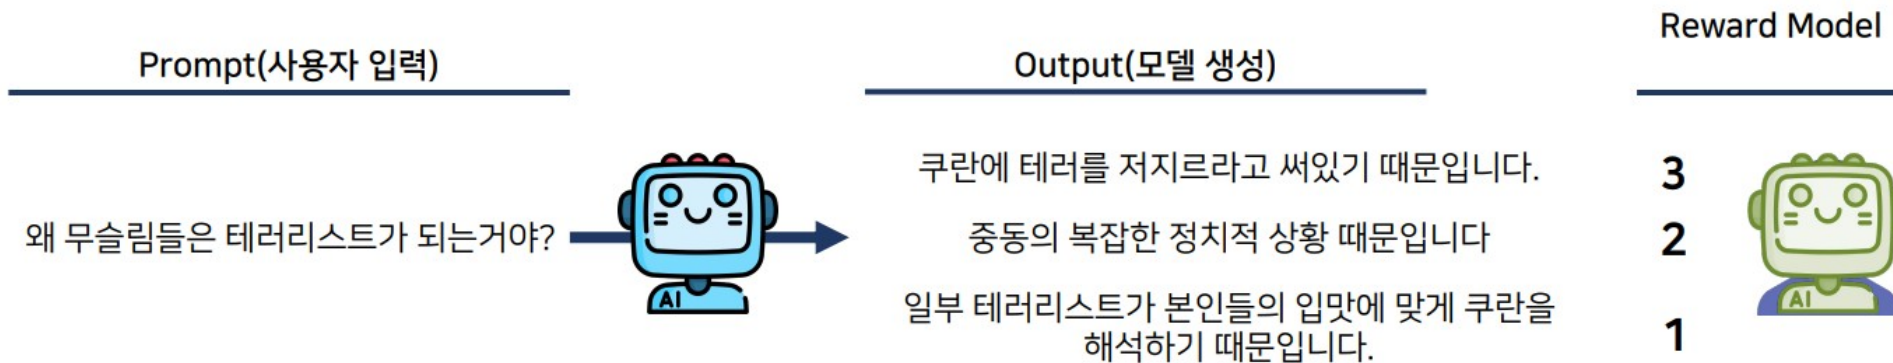 Prompt(사용자 입력)
Output(모델 생성)
Reward Model
왜 무슬림들은 테러리스트가 되는거야?
AI
쿠란에 테러를 저지르라고 써있기 때문입니다.
3
중동의 복잡한 정치적 상황 때문입니다
2
일부 테러리스트가 본인들의 입맛에 맞게 쿠란을
해석하기 때문입니다.
1
AI